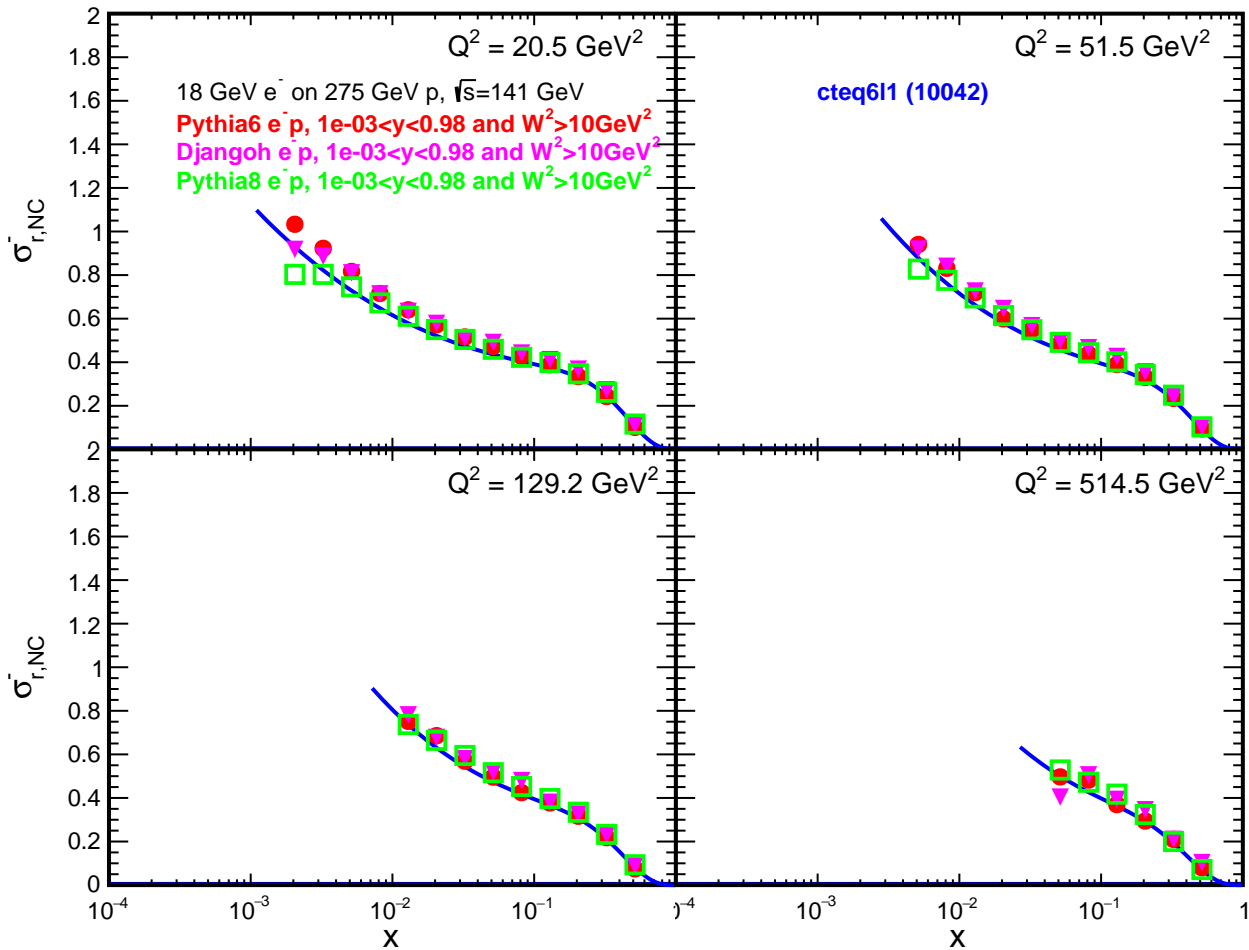 Q² = 20.5 GeV²
18 GeV e⁻ on 275 GeV p, √s=141 GeV
Pythia6 e⁻p, 1e-03<y<0.98 and W²>10GeV²
Djangoh e⁻p, 1e-03<y<0.98 and W²>10GeV²
Pythia8 e⁻p, 1e-03<y<0.98 and W²>10GeV²
Q² = 51.5 GeV²
cteq6l1 (10042)
2
1.8
1.6
1.4
1.2
1
0.8
0.6
0.4
0.2
σ⁻r,NC
Q² = 129.2 GeV²
Q² = 514.5 GeV²
2
2
1.8
1.6
1.4
1.2
1
0.8
0.6
0.4
0.2
0
σ⁻r,NC
10⁻⁴ 10⁻³ 10⁻² 10⁻¹
)⁻⁴ 10⁻³ 10⁻² 10⁻¹ 1
x x